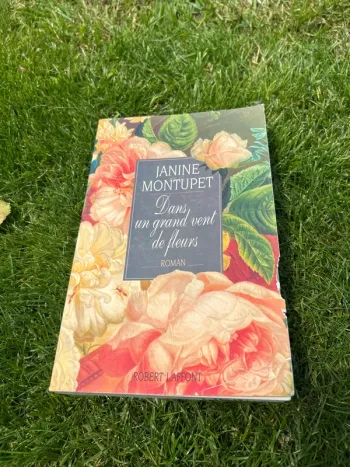 JANINE
MONTUPET
Dans
un grand vent
de fleurs
ROMAN
ROBERT LAFFONT